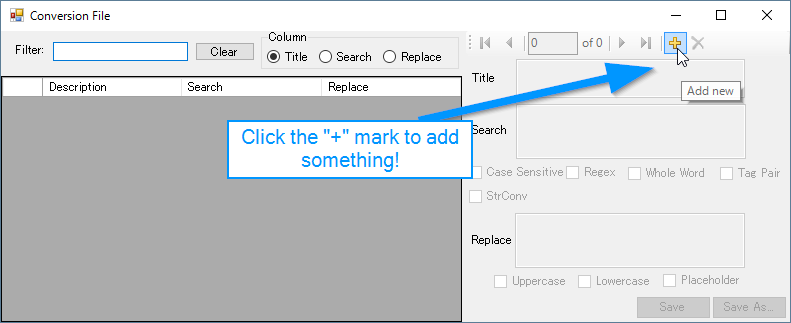 Conversion File
Filter:
Clear
Column
Title Search Replace
0 of 0
Add new
Description Search Replace
Click the "+" mark to add
something!
Title
Search
Case Sensitive Regex Whole Word Tag Pair
StrConv
Replace
Uppercase Lowercase Placeholder
Save Save As...